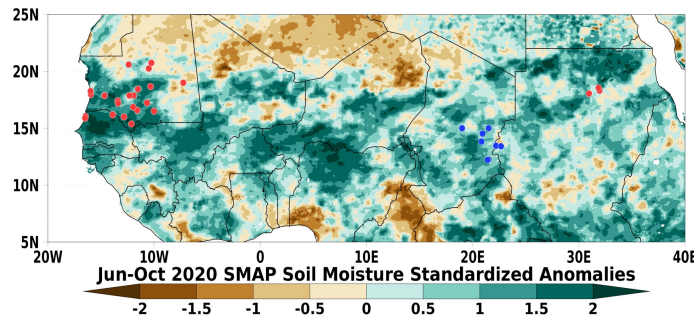 25N
20N
15N
10N
5N
20W 10W 0 10E 20E 30E 40E
Jun-Oct 2020 SMAP Soil Moisture Standardized Anomalies
-2 -1.5 -1 -0.5 0 0.5 1 1.5 2